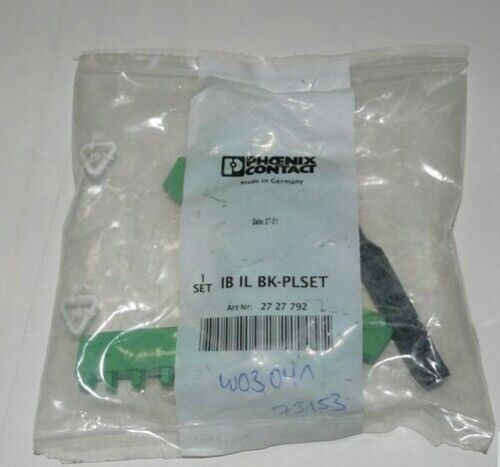 PHŒNIX
CONTACT
Made in Germany
Date: 27/01
1 SET IB IL BK-PLSET
Art-Nr: 27 27 792
W03041
73153